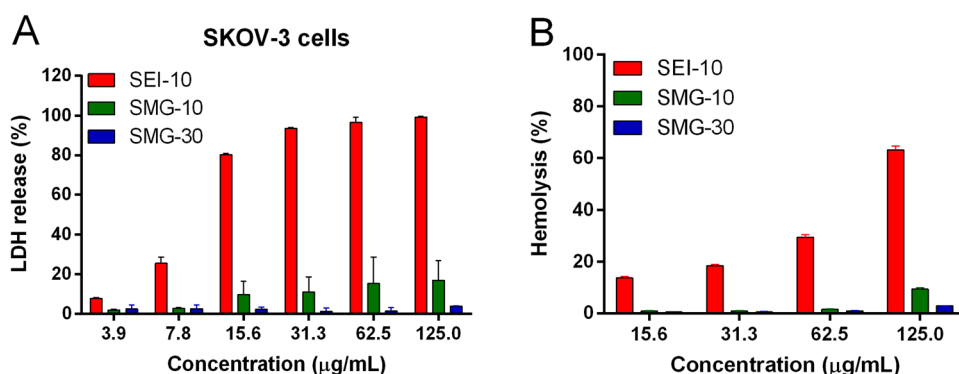 A
SKOV-3 cells
SEI-10
SMG-10
SMG-30
LDH release (%)
120
100
80
60
40
20
0
3.9 7.8 15.6 31.3 62.5 125.0
Concentration (μg/mL)
B
SEI-10
SMG-10
SMG-30
Hemolysis (%)
100
80
60
40
20
0
15.6 31.3 62.5 125.0
Concentration (μg/mL)